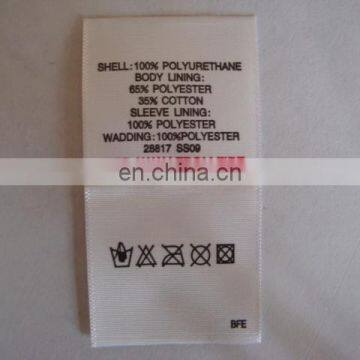 SHELL:100% POLYURETHANE
BODY LINING:
65% POLYESTER
35% COTTON
SLEEVE LINING:
100% POLYESTER
WADDING:100%POLYESTER
28817 SS09
en.china.cn
BFE